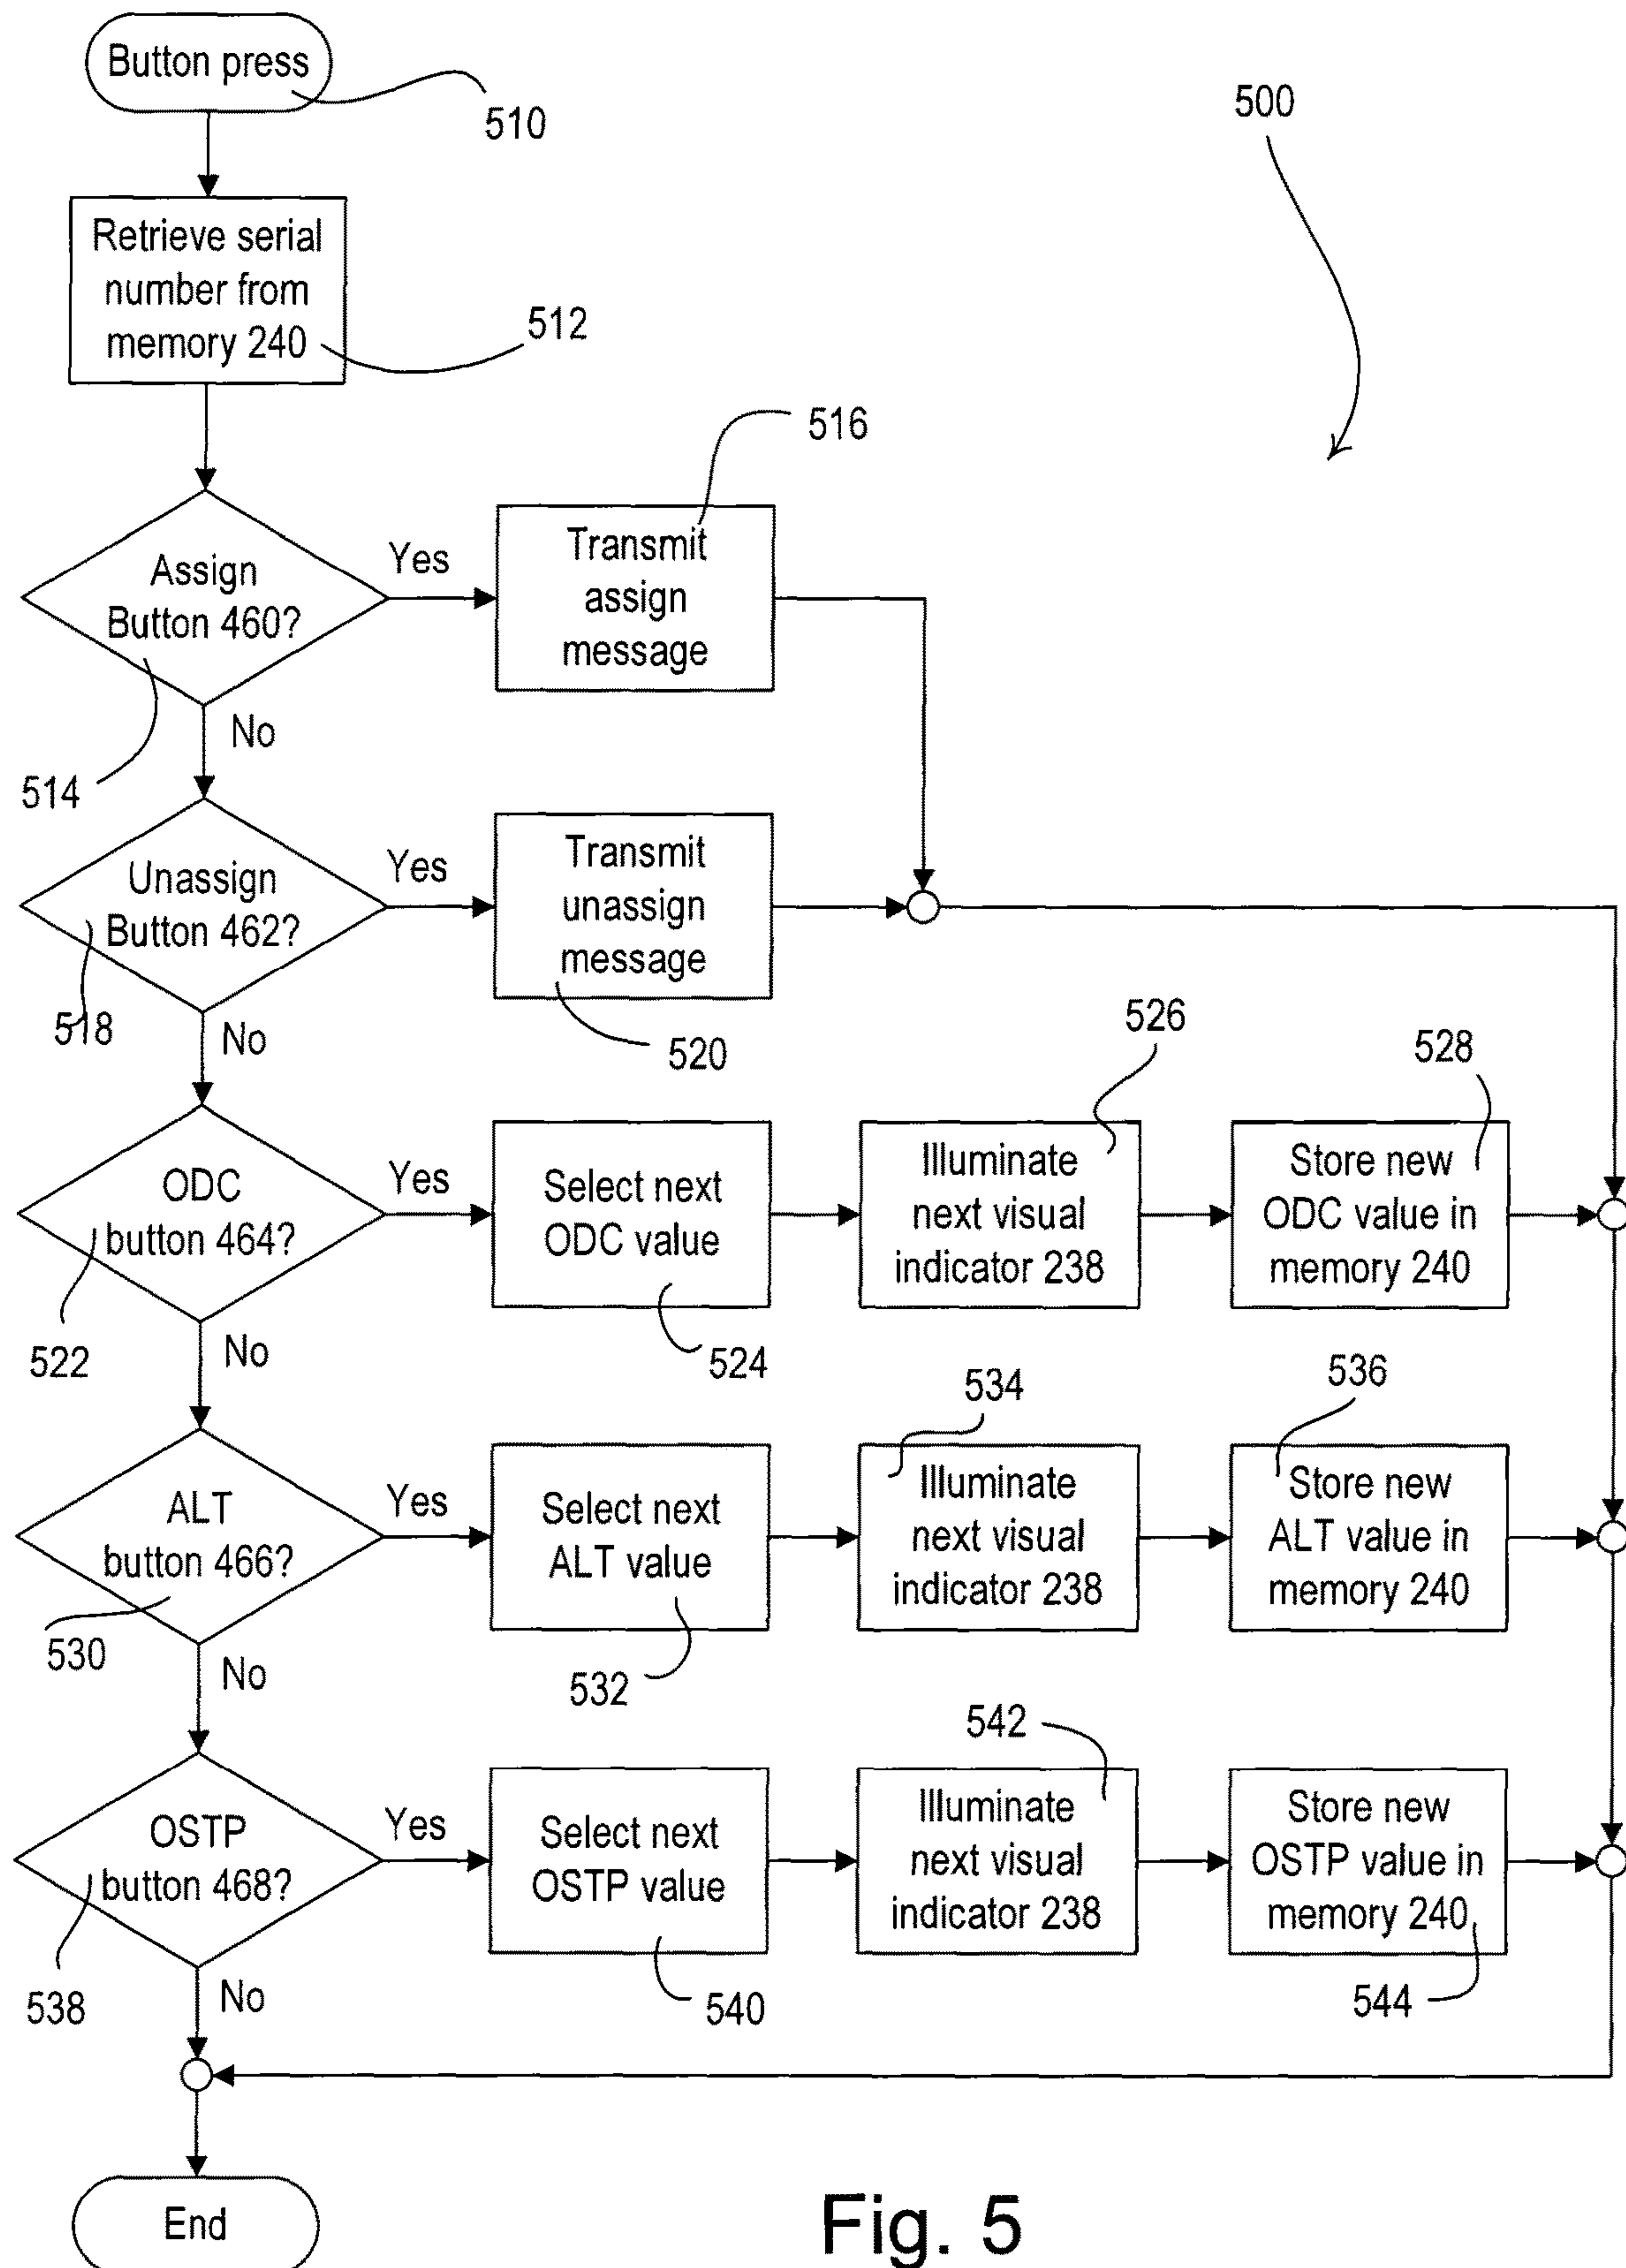 Button press
510
500
Retrieve serial
number from
memory 240
512
516
Assign
Button 460?
Yes
Transmit
assign
message
514
No
Unassign
Button 462?
Yes
Transmit
unassign
message
518
No
520
526
528
ODC
button 464?
Yes
Select next
ODC value
Illuminate
next visual
indicator 238
Store new
ODC value in
memory 240
522
No
524
534
536
ALT
button 466?
Yes
Select next
ALT value
Illuminate
next visual
indicator 238
Store new
ALT value in
memory 240
530
No
532
542
OSTP
button 468?
Yes
Select next
OSTP value
Illuminate
next visual
indicator 238
Store new
OSTP value in
memory 240
538
No
540
544
End
Fig. 5